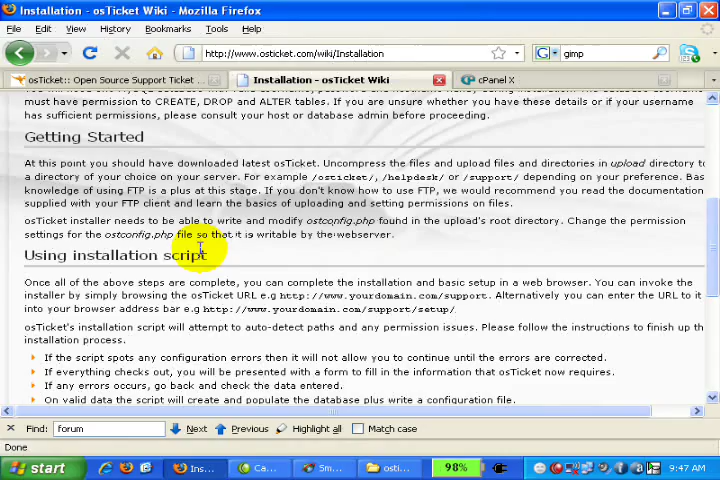 Installation - osTicket Wiki - Mozilla Firefox
File Edit View History Bookmarks Tools Help
http://www.osticket.com/wiki/Installation
G gimp
osTicket:: Open Source Support Ticket ...
Installation - osTicket Wiki
cP cPanel X
must have permission to CREATE, DROP and ALTER tables. If you are unsure whether you have these details or if your username
has sufficient permissions, please consult your host or database admin before proceeding.
Getting Started
At this point you should have downloaded latest osTicket. Uncompress the files and upload files and directories in upload directory to
a directory of your choice on your server. For example /osticket/, /helpdesk/ or /support/ depending on your preference. Bas
knowledge of using FTP is a plus at this stage. If you don't know how to use FTP, we would recommend you read the documentation
supplied with your FTP client and learn the basics of uploading and setting permissions on files.
osTicket installer needs to be able to write and modify ostconfig.php found in the upload's root directory. Change the permission
settings for the ostconfig.php file so that it is writable by the webserver.
Using installation script
Once all of the above steps are complete, you can complete the installation and basic setup in a web browser. You can invoke the
installer by simply browsing the osTicket URL e.g http://www.yourdomain.com/support. Alternatively you can enter the URL to it
into your browser address bar e.g http://www.yourdomain.com/support/setup/
osTicket's installation script will attempt to auto-detect paths and any permission issues. Please follow the instructions to finish up th
installation process.
If the script spots any configuration errors then it will not allow you to continue until the errors are corrected.
If everything checks out, you will be presented with a form to fill in the information that osTicket now requires.
If any errors occurs, go back and check the data entered.
On valid data the script will create and populate the database plus write a configuration file.
Find: forum Next Previous Highlight all Match case
Done
start Ins... Ca... Sm... osti... 98% 9:47 AM